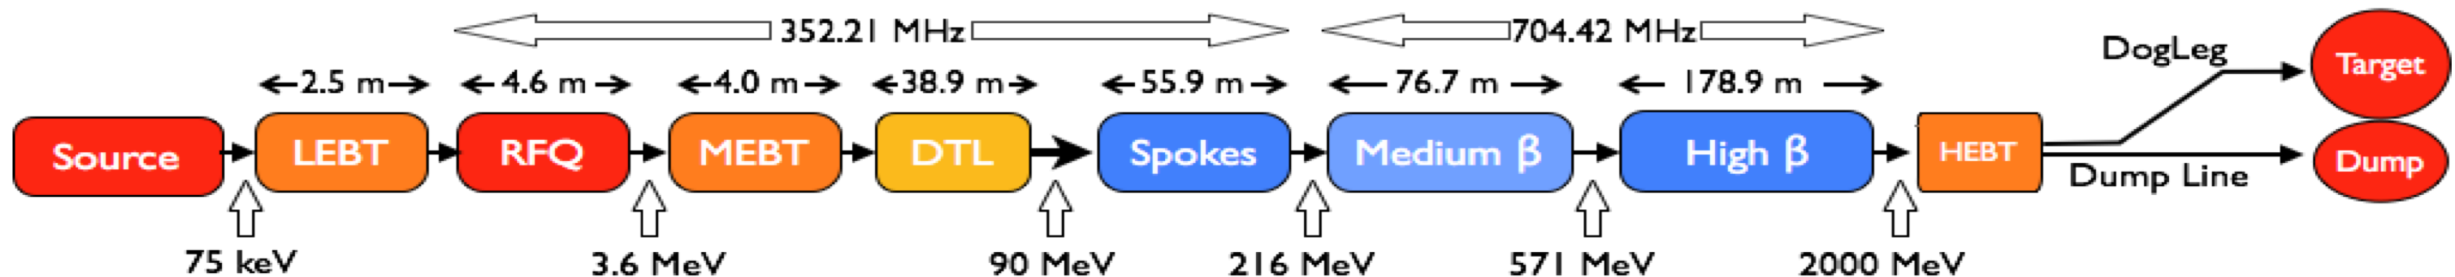 352.21 MHz 704.42 MHz
2.5 m 4.6 m 4.0 m 38.9 m 55.9 m 76.7 m 178.9 m
DogLeg
Target
Source LEBT RFQ MEBT DTL Spokes Medium β High β HEBT
Dump Line
Dump
75 keV 3.6 MeV 90 MeV 216 MeV 571 MeV 2000 MeV